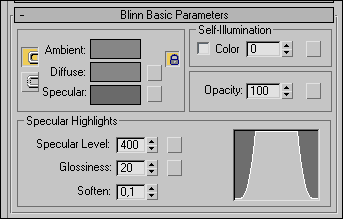 - Blinn Basic Parameters
Self-Illumination
Ambient:
Color 0
Diffuse:
Specular:
Opacity: 100
Specular Highlights
Specular Level: 400
Glossiness: 20
Soften: 0,1